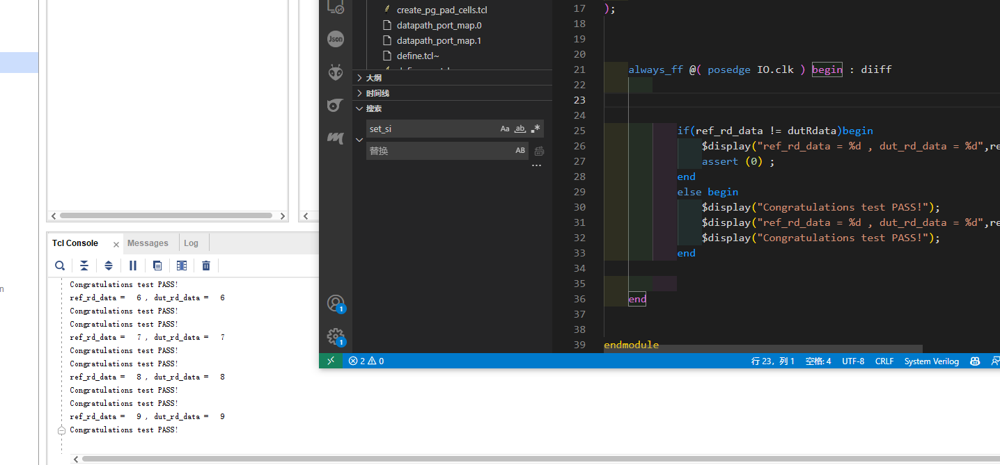 n
Tcl Console
Messages
Log
Congratulations test PASS!
ref_rd_data =   6 , dut_rd_data =   6
Congratulations test PASS!
Congratulations test PASS!
ref_rd_data =   7 , dut_rd_data =   7
Congratulations test PASS!
Congratulations test PASS!
ref_rd_data =   8 , dut_rd_data =   8
Congratulations test PASS!
Congratulations test PASS!
ref_rd_data =   9 , dut_rd_data =   9
Congratulations test PASS!
Json
1
1
create_pg_pad_cells.tcl
datapath_port_map.0
datapath_port_map.1
define.tcl~
大纲
时间线
搜索
set_si
Aa ab .*
替换
AB
...
17 );
18
19
20
21 always_ff @( posedge IO.clk ) begin : diiff
22
23
24
25 if(ref_rd_data != dutRdata)begin
26 $display("ref_rd_data = %d , dut_rd_data = %d",re
27 assert (0) ;
28 end
29 else begin
30 $display("Congratulations test PASS!");
31 $display("ref_rd_data = %d , dut_rd_data = %d",re
32 $display("Congratulations test PASS!");
33 end
34
35
36 end
37
38
39 endmodule
2 0
行 23，列 1
空格: 4
UTF-8
CRLF
System Verilog